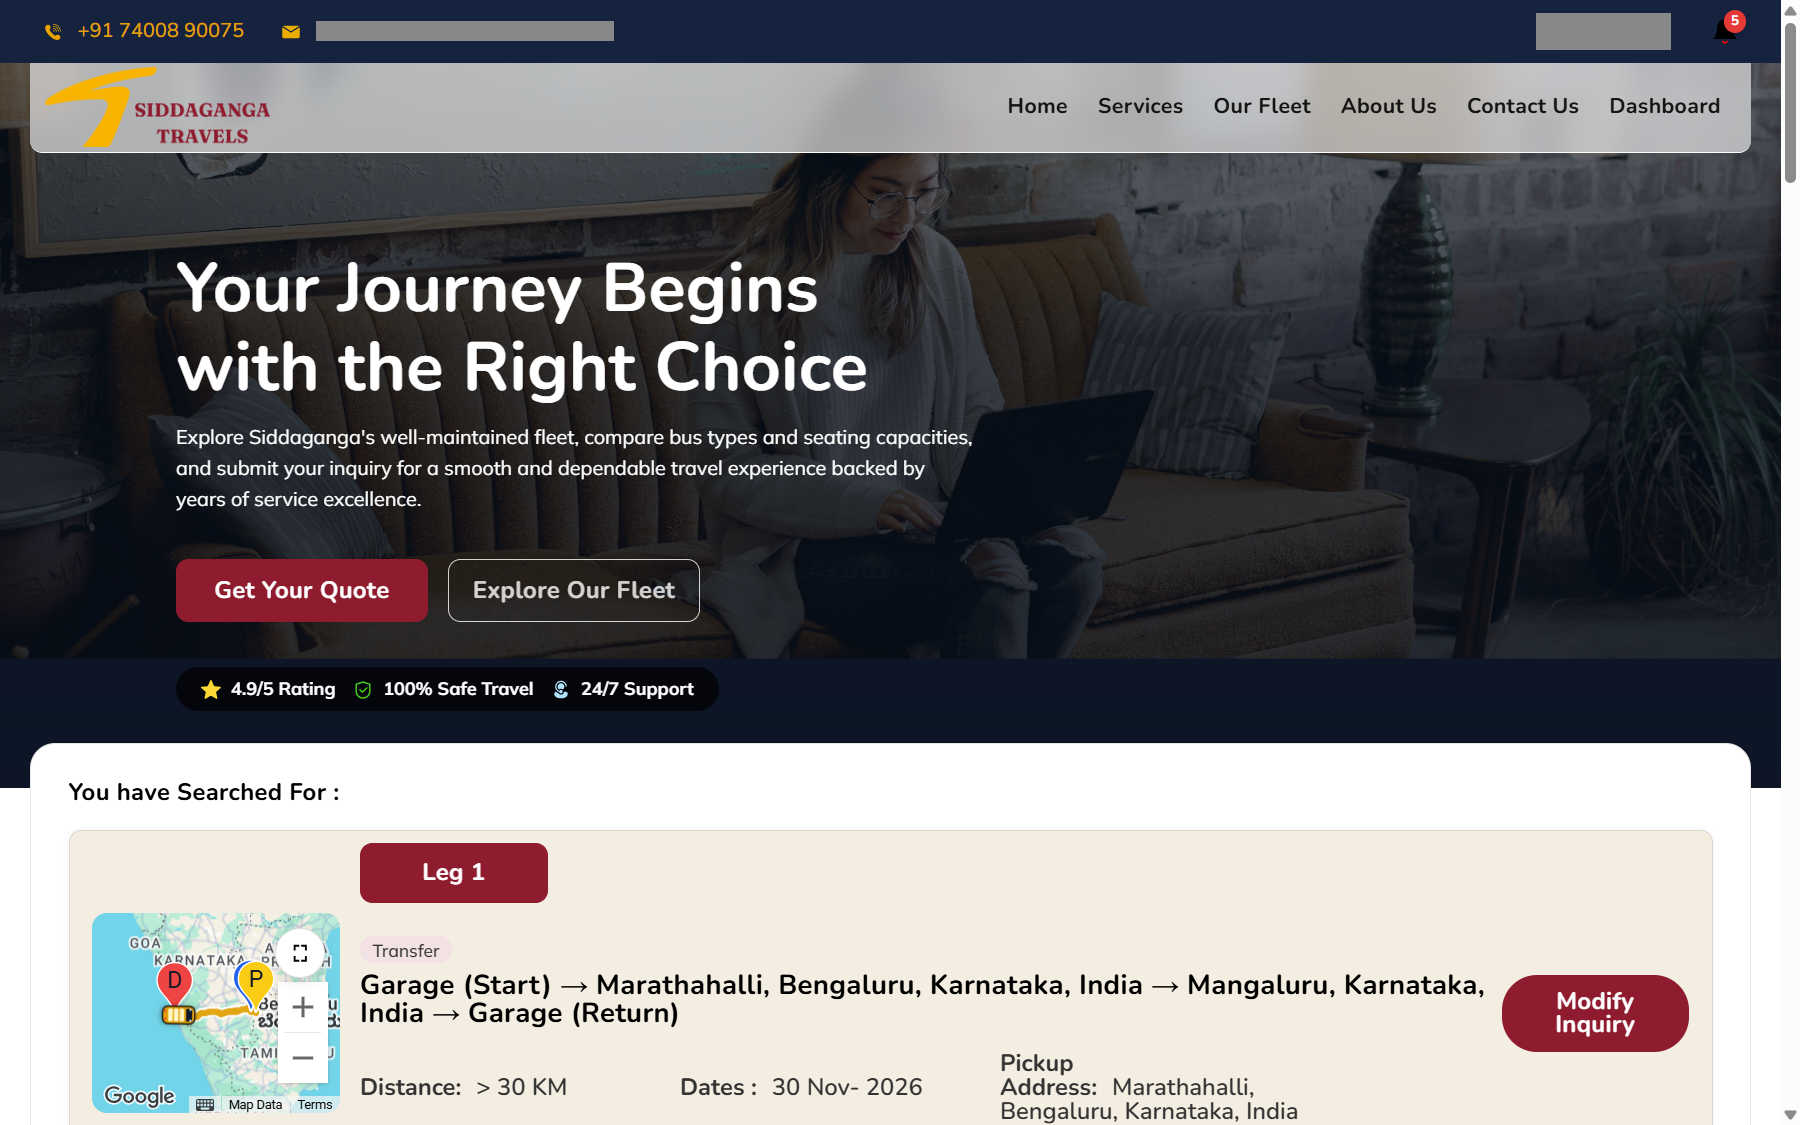 +91 74008 90075
5
SIDDAGANGA
TRAVELS
Home
Services
Our Fleet
About Us
Contact Us
Dashboard
Your Journey Begins
with the Right Choice
Explore Siddaganga's well-maintained fleet, compare bus types and seating capacities,
and submit your inquiry for a smooth and dependable travel experience backed by
years of service excellence.
Get Your Quote
Explore Our Fleet
4.9/5 Rating
100% Safe Travel
24/7 Support
You have Searched For :
Leg 1
Transfer
Garage (Start) → Marathahalli, Bengaluru, Karnataka, India → Mangaluru, Karnataka,
India → Garage (Return)
Modify
Inquiry
Distance: > 30 KM
Dates : 30 Nov- 2026
Pickup
Address: Marathahalli,
Bengaluru, Karnataka, India
GOA
KARNATAKA
D
P
Google
Map Data
Terms